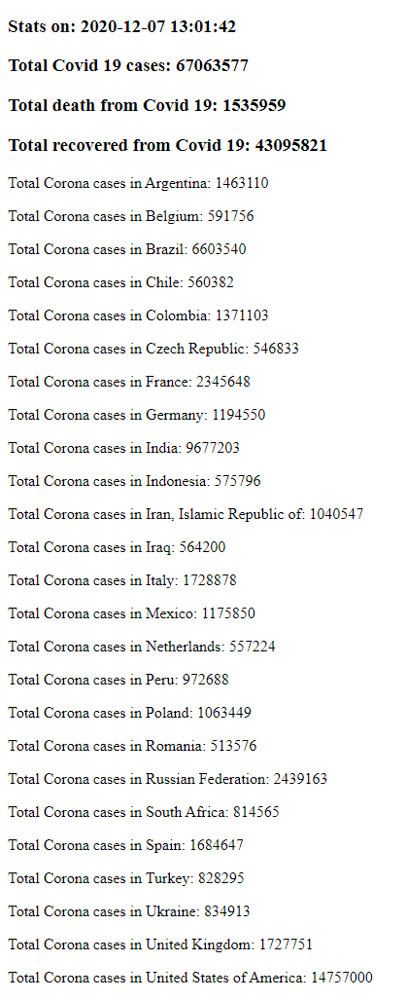 Stats on: 2020-12-07 13:01:42
Total Covid 19 cases: 67063577
Total death from Covid 19: 1535959
Total recovered from Covid 19: 43095821
Total Corona cases in Argentina: 1463110
Total Corona cases in Belgium: 591756
Total Corona cases in Brazil: 6603540
Total Corona cases in Chile: 560382
Total Corona cases in Colombia: 1371103
Total Corona cases in Czech Republic: 546833
Total Corona cases in France: 2345648
Total Corona cases in Germany: 1194550
Total Corona cases in India: 9677203
Total Corona cases in Indonesia: 575796
Total Corona cases in Iran, Islamic Republic of: 1040547
Total Corona cases in Iraq: 564200
Total Corona cases in Italy: 1728878
Total Corona cases in Mexico: 1175850
Total Corona cases in Netherlands: 557224
Total Corona cases in Peru: 972688
Total Corona cases in Poland: 1063449
Total Corona cases in Romania: 513576
Total Corona cases in Russian Federation: 2439163
Total Corona cases in South Africa: 814565
Total Corona cases in Spain: 1684647
Total Corona cases in Turkey: 828295
Total Corona cases in Ukraine: 834913
Total Corona cases in United Kingdom: 1727751
Total Corona cases in United States of America: 14757000